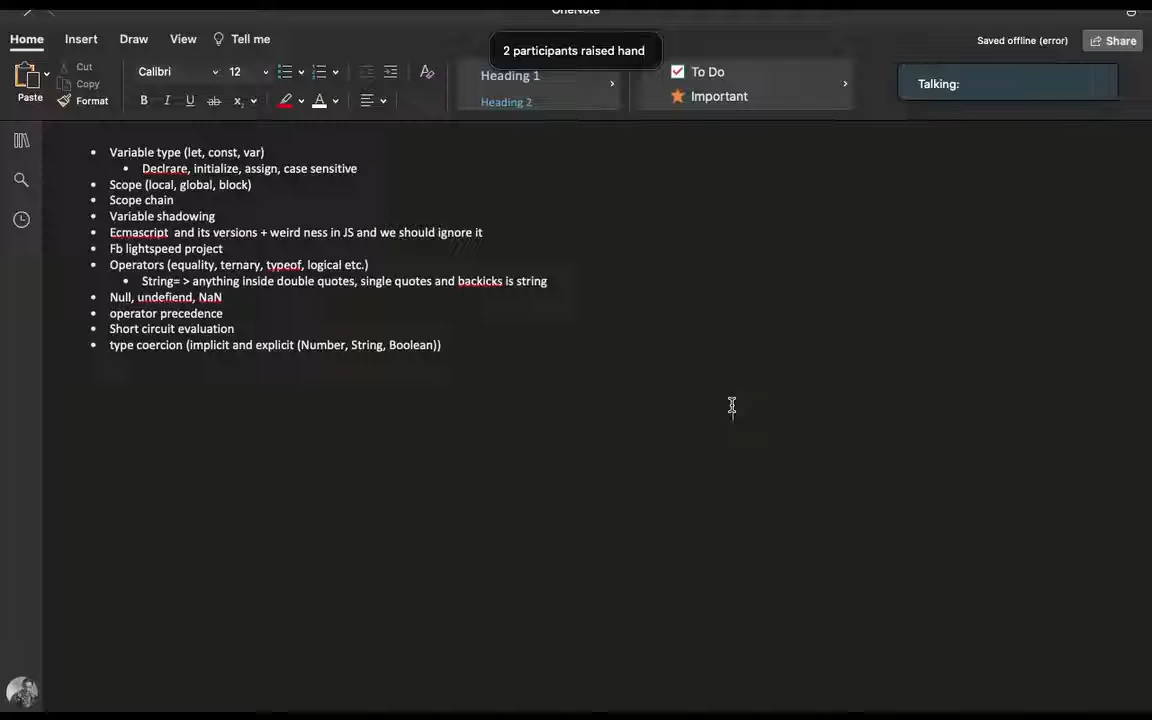 OneNote
Home Insert Draw View Tell me
2 participants raised hand
Saved offline (error)
Share
Paste
Cut
Copy
Format
Calibri 12
B I U ab x
A
Heading 1
Heading 2
To Do
Important
Talking:
• Variable type (let, const, var)
• Declrare, initialize, assign, case sensitive
• Scope (local, global, block)
• Scope chain
• Variable shadowing
• Ecmascript and its versions + weird ness in JS and we should ignore it
• Fb lightspeed project
• Operators (equality, ternary, typeof, logical etc.)
• String= > anything inside double quotes, single quotes and backicks is string
• Null, undefiend, NaN
• operator precedence
• Short circuit evaluation
• type coercion (implicit and explicit (Number, String, Boolean))